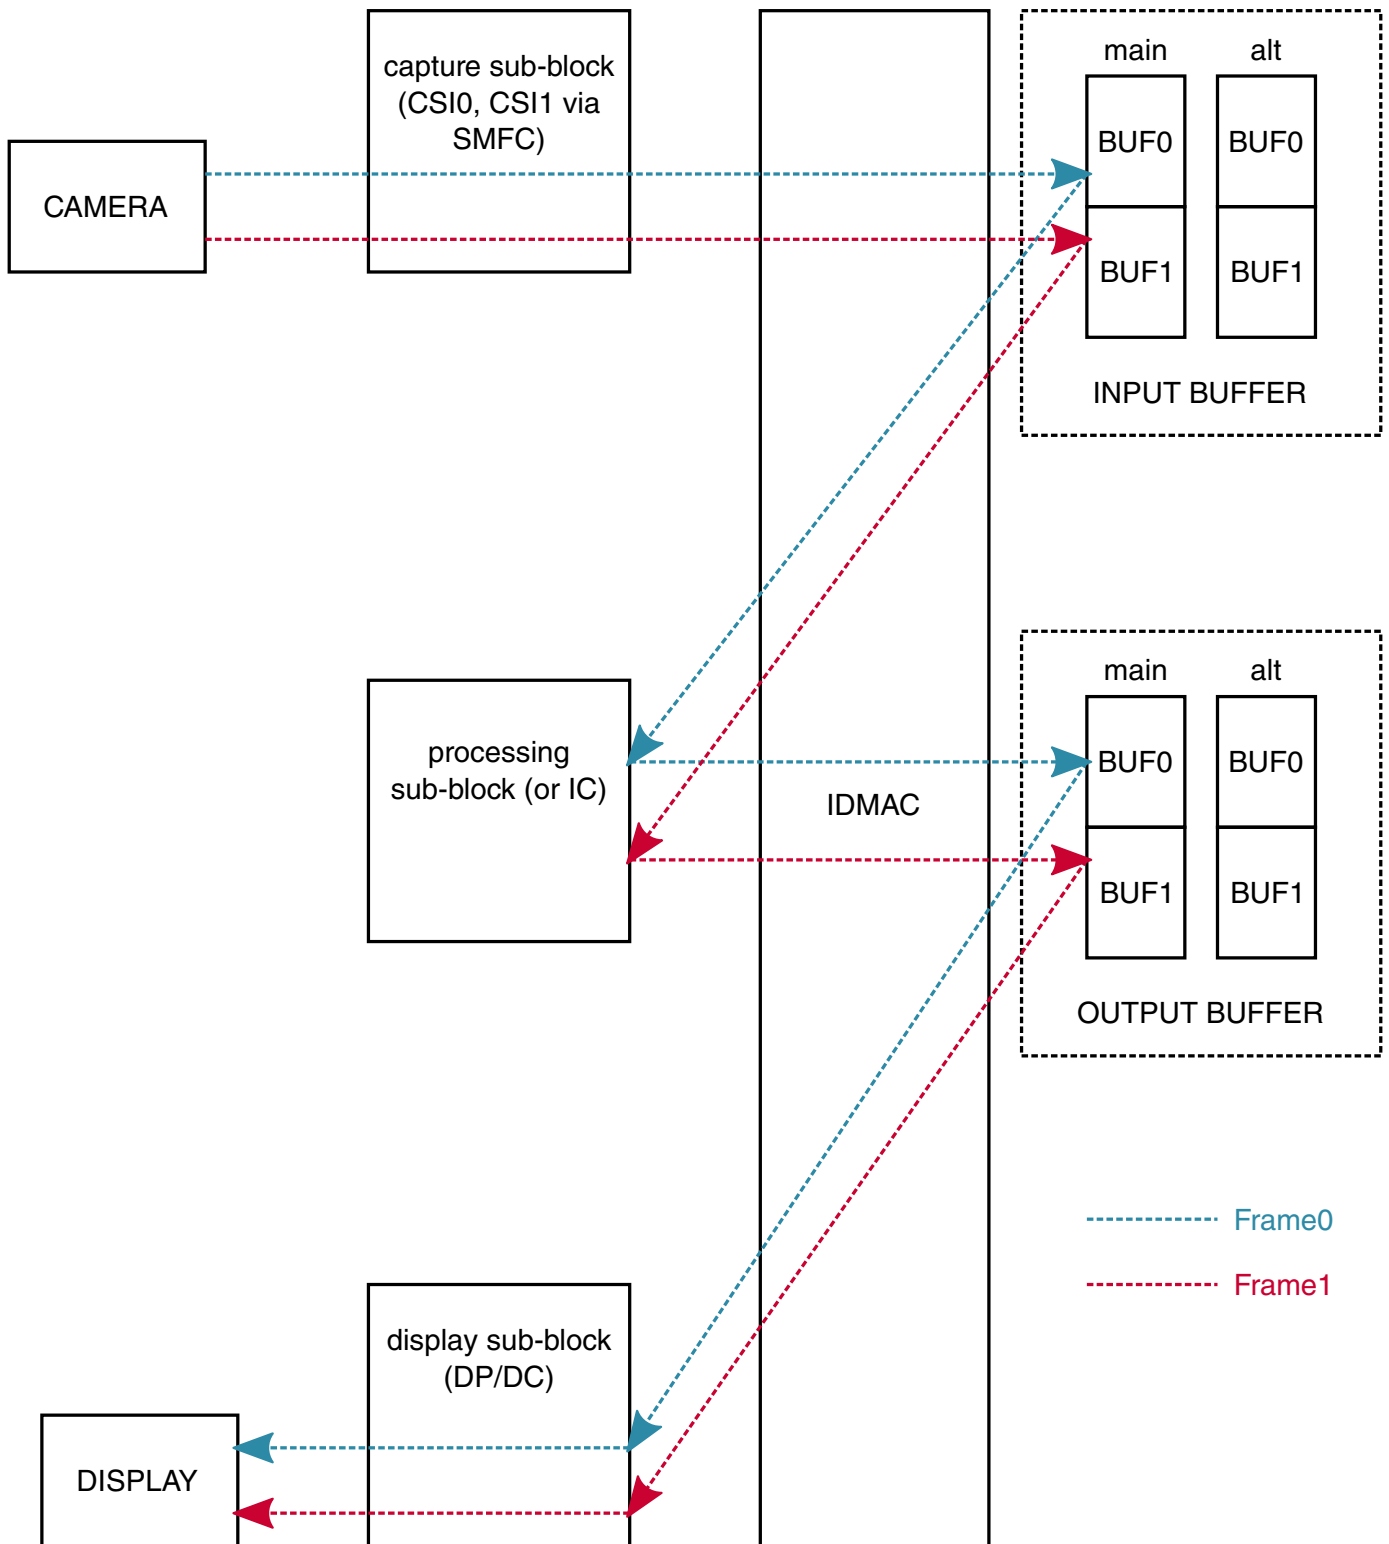 capture sub-block
(CSI0, CSI1 via
SMFC)
CAMERA
main
alt
BUF0
BUF0
BUF1
BUF1
INPUT BUFFER
processing
sub-block (or IC)
IDMAC
main
alt
BUF0
BUF0
BUF1
BUF1
OUTPUT BUFFER
Frame0
Frame1
display sub-block
(DP/DC)
DISPLAY